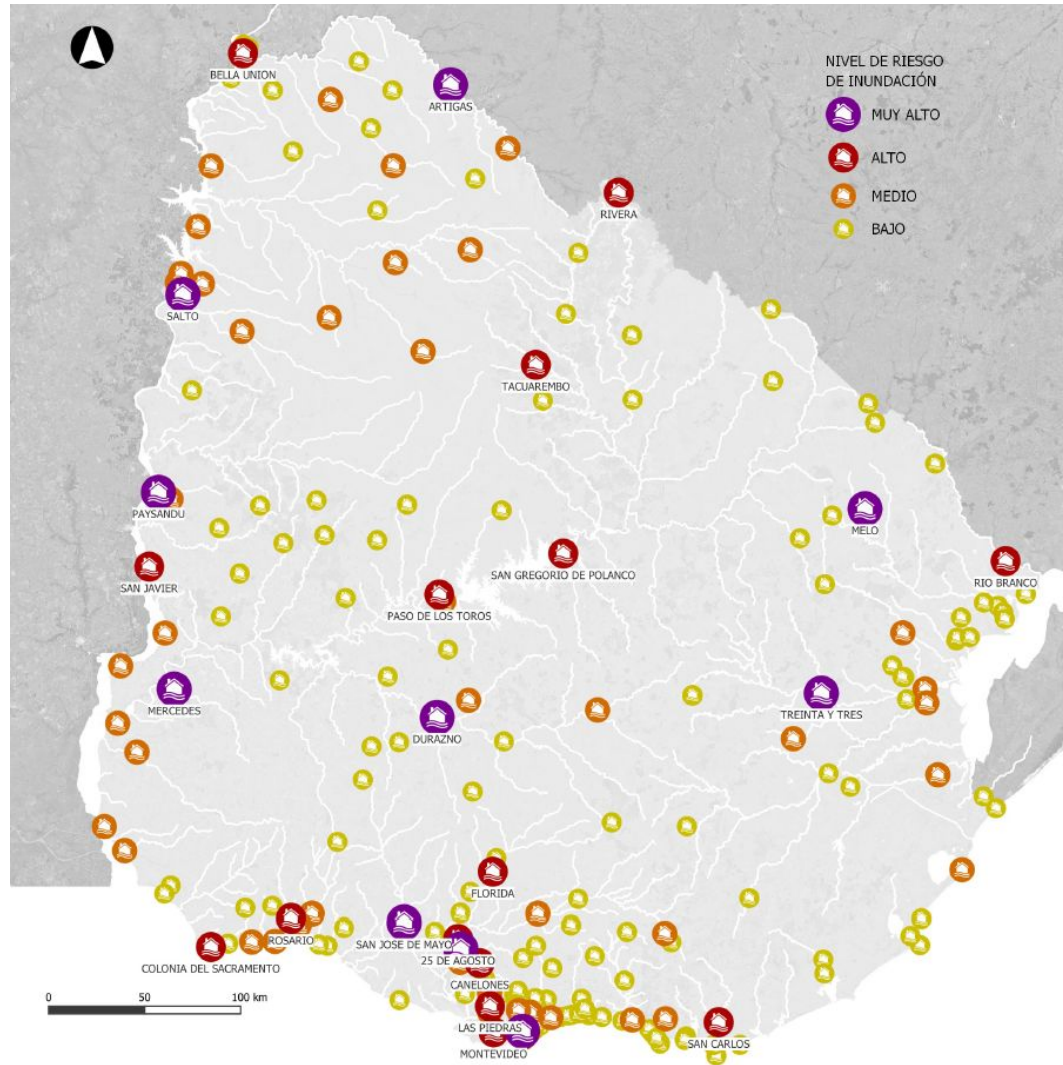 NIVEL DE RIESGO
DE INUNDACIÓN
MUY ALTO
ALTO
MEDIO
BAJO
BELLA UNION
ARTIGAS
RIVERA
SALTO
TACUAREMBO
PAYSANDU
MELO
SAN GREGORIO DE POLANCO
RIO BRANCO
SAN JAVIER
PASO DE LOS TOROS
MERCEDES
TREINTA Y TRES
DURAZNO
FLORIDA
ROSARIO
SAN JOSE DE MAYO
25 DE AGOSTO
COLONIA DEL SACRAMENTO
CANELONES
0 50 100 km
LAS PIEDRAS
SAN CARLOS
MONTEVIDEO